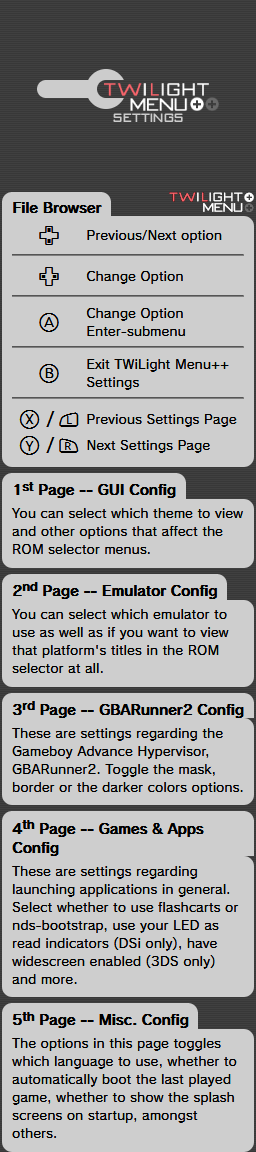 TWiLIGHT
MENU++
SETTINGS
TWiLIGHT+
MENU+
File Browser
Previous/Next option
Change Option
A
Change Option
Enter-submenu
B
Exit TWiLight Menu++
Settings
X / L Previous Settings Page
Y / R Next Settings Page
1st Page -- GUI Config
You can select which theme to view
and other options that affect the
ROM selector menus.
2nd Page -- Emulator Config
You can select which emulator to
use as well as if you want to view
that platform's titles in the ROM
selector at all.
3rd Page -- GBARunner2 Config
These are settings regarding the
Gameboy Advance Hypervisor,
GBARunner2. Toggle the mask,
border or the darker colors options.
4th Page -- Games & Apps
Config
These are settings regarding
launching applications in general.
Select whether to use flashcarts or
nds-bootstrap, use your LED as
read indicators (DSi only), have
widescreen enabled (3DS only)
and more.
5th Page -- Misc. Config
The options in this page toggles
which language to use, whether to
automatically boot the last played
game, whether to show the splash
screens on startup, amongst
others.